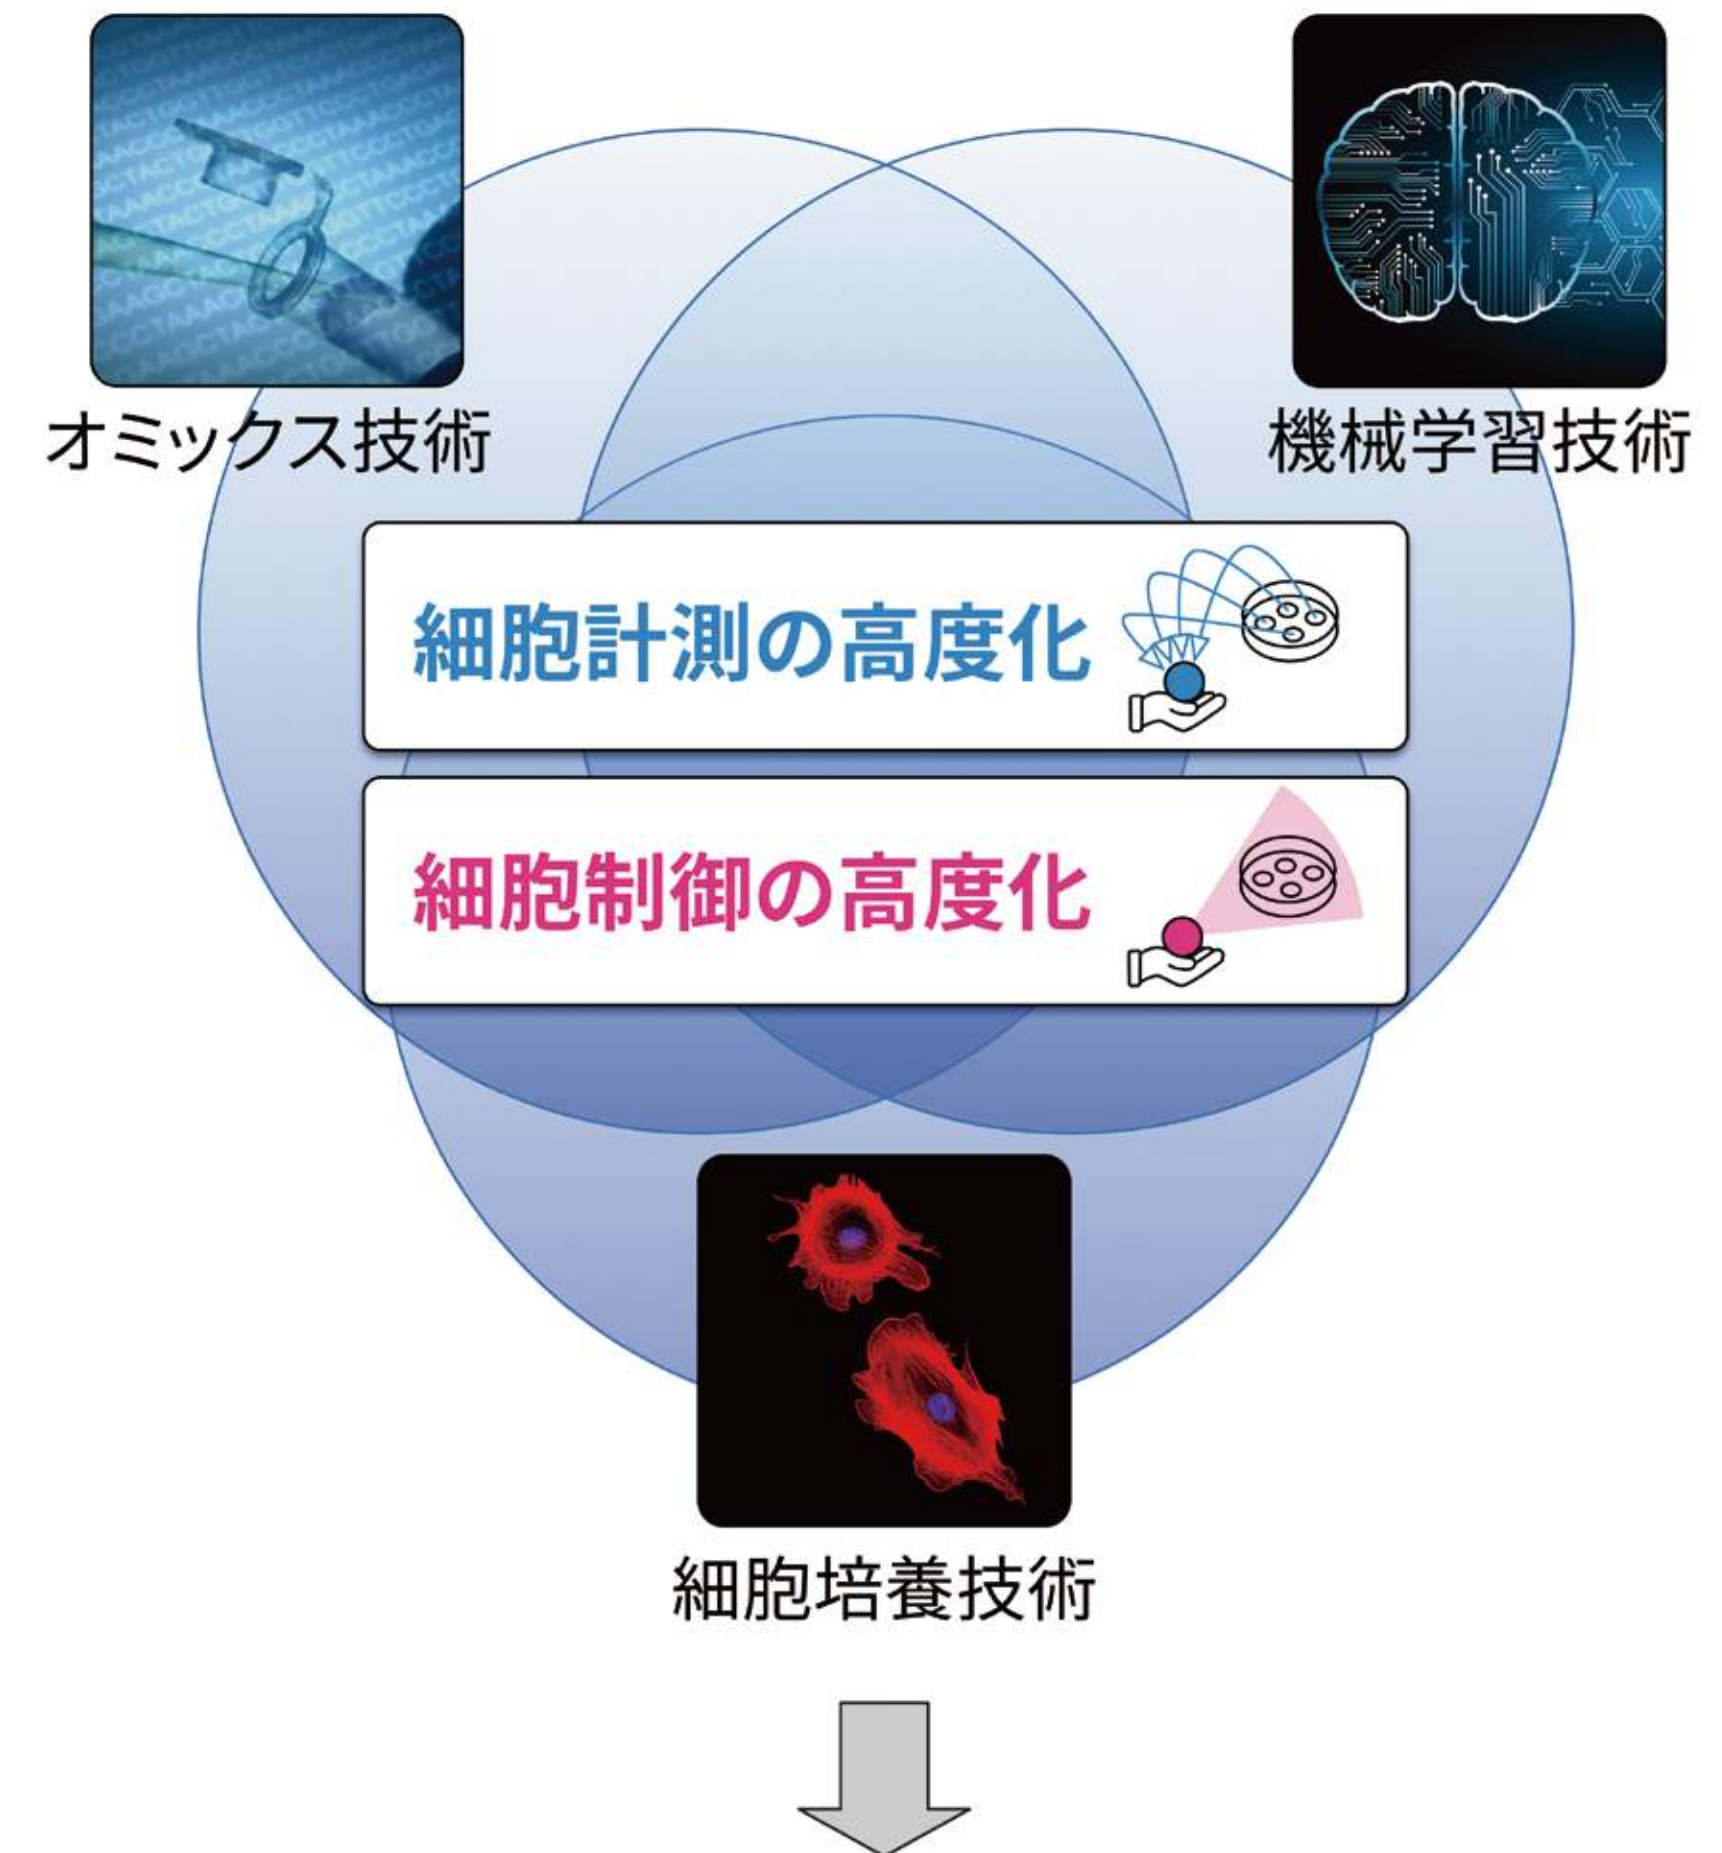 オミックス技術
機械学習技術
細胞計測の高度化
細胞制御の高度化
細胞培養技術